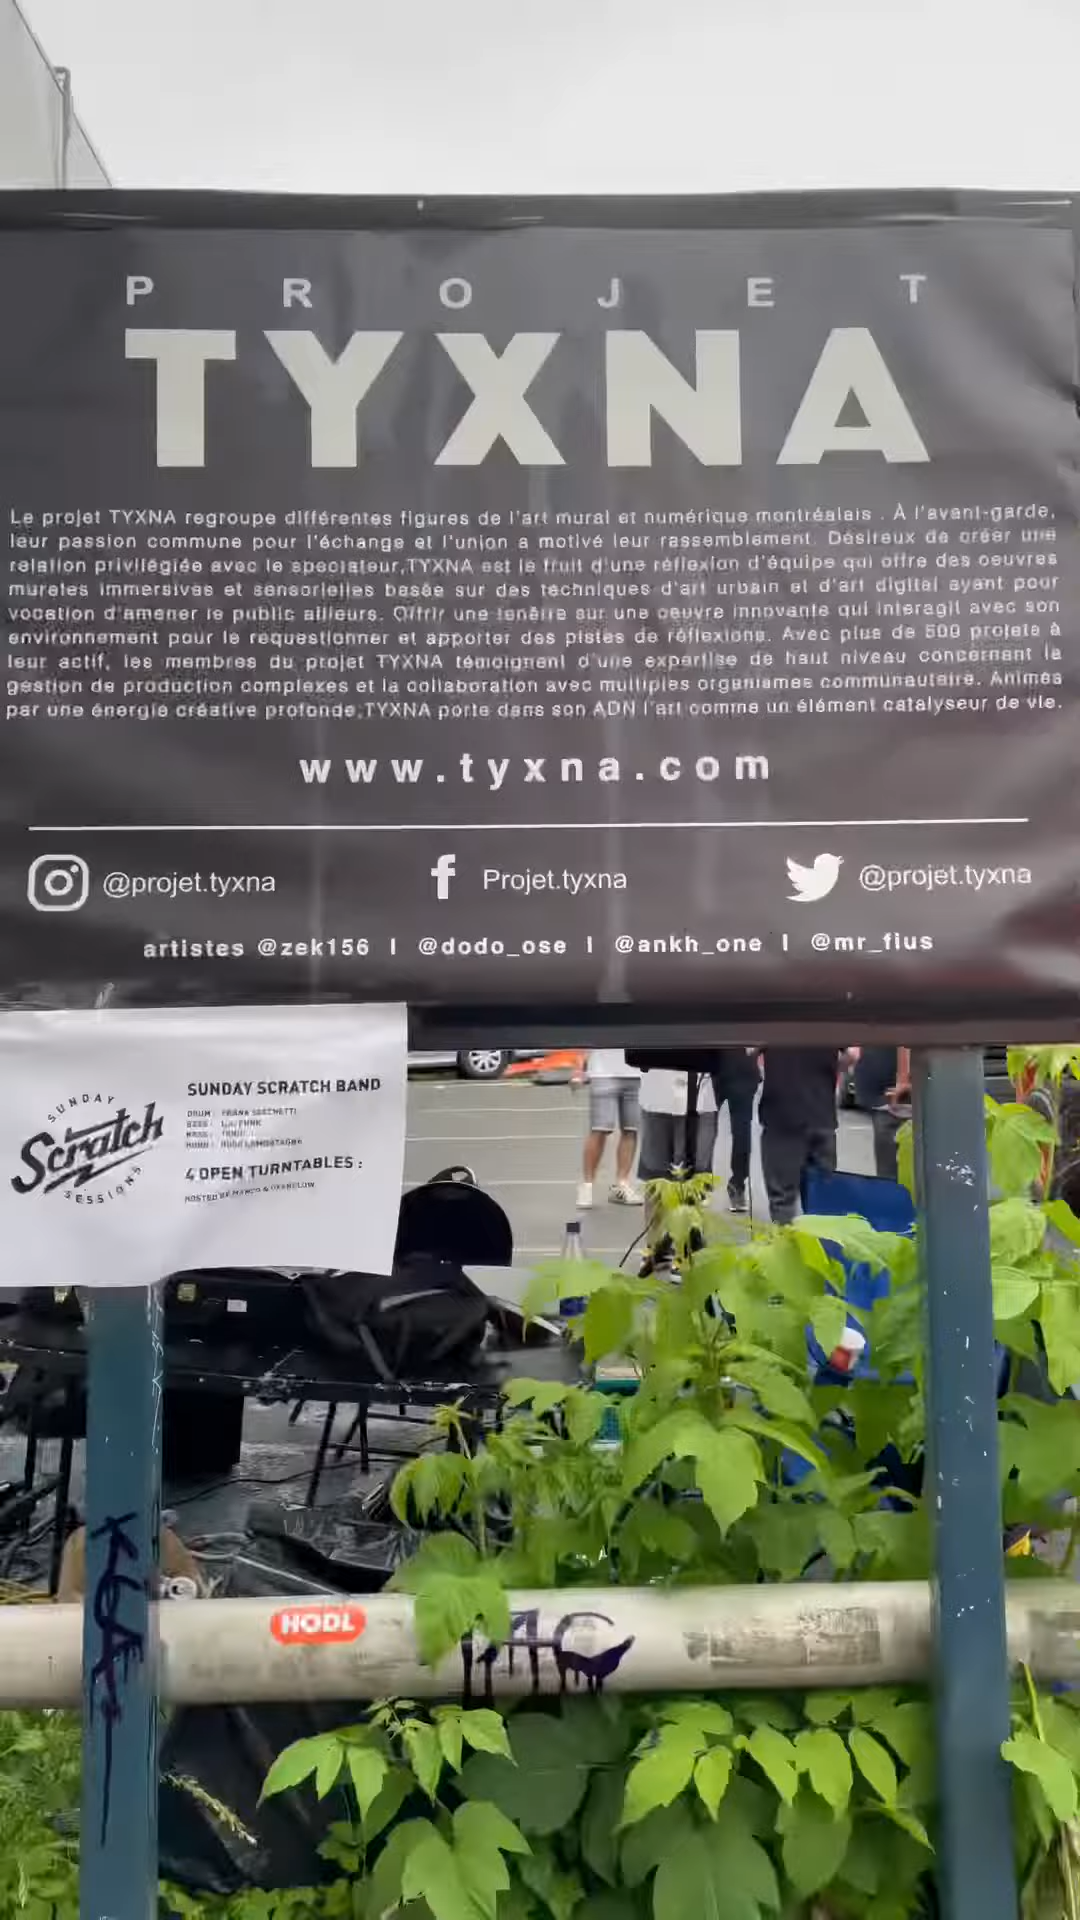 PROJET
TYXNA
Le projet TYXNA regroupe différentes figures de l'art mural et numérique montréalais . À l'avant-garde,
leur passion commune pour l'échange et l'union a motivé leur rassemblement. Désireux de créer une
relation privilégiée avec le spectateur,TYXNA est le fruit d'une réflexion d'équipe qui offre des oeuvres
murales immersives et sensorielles basée sur des techniques d'art urbain et d'art digital ayant pour
vocation d'amener le public ailleurs. Offrir une fenêtre sur une oeuvre innovante qui interagit avec son
environnement pour le requestionner et apporter des pistes de réflexions. Avec plus de 500 projets à
leur actif, les membres du projet TYXNA témoignent d'une expertise de haut niveau concernant la
gestion de production complexes et la collaboration avec multiples organismes communautaire. Animés
par une énergie créative profonde,TYXNA porte dans son ADN l'art comme un élément catalyseur de vie.
www.tyxna.com
@projet.tyxna
Projet.tyxna
@projet.tyxna
artistes @zek156 I @dodo_ose I @ankh_one I @mr_fius
SUNDAY
Scratch
SESSIONS
SUNDAY SCRATCH BAND
DRUM: FRANK
4 OPEN TURNTABLES :
HOSTED BY
HODL